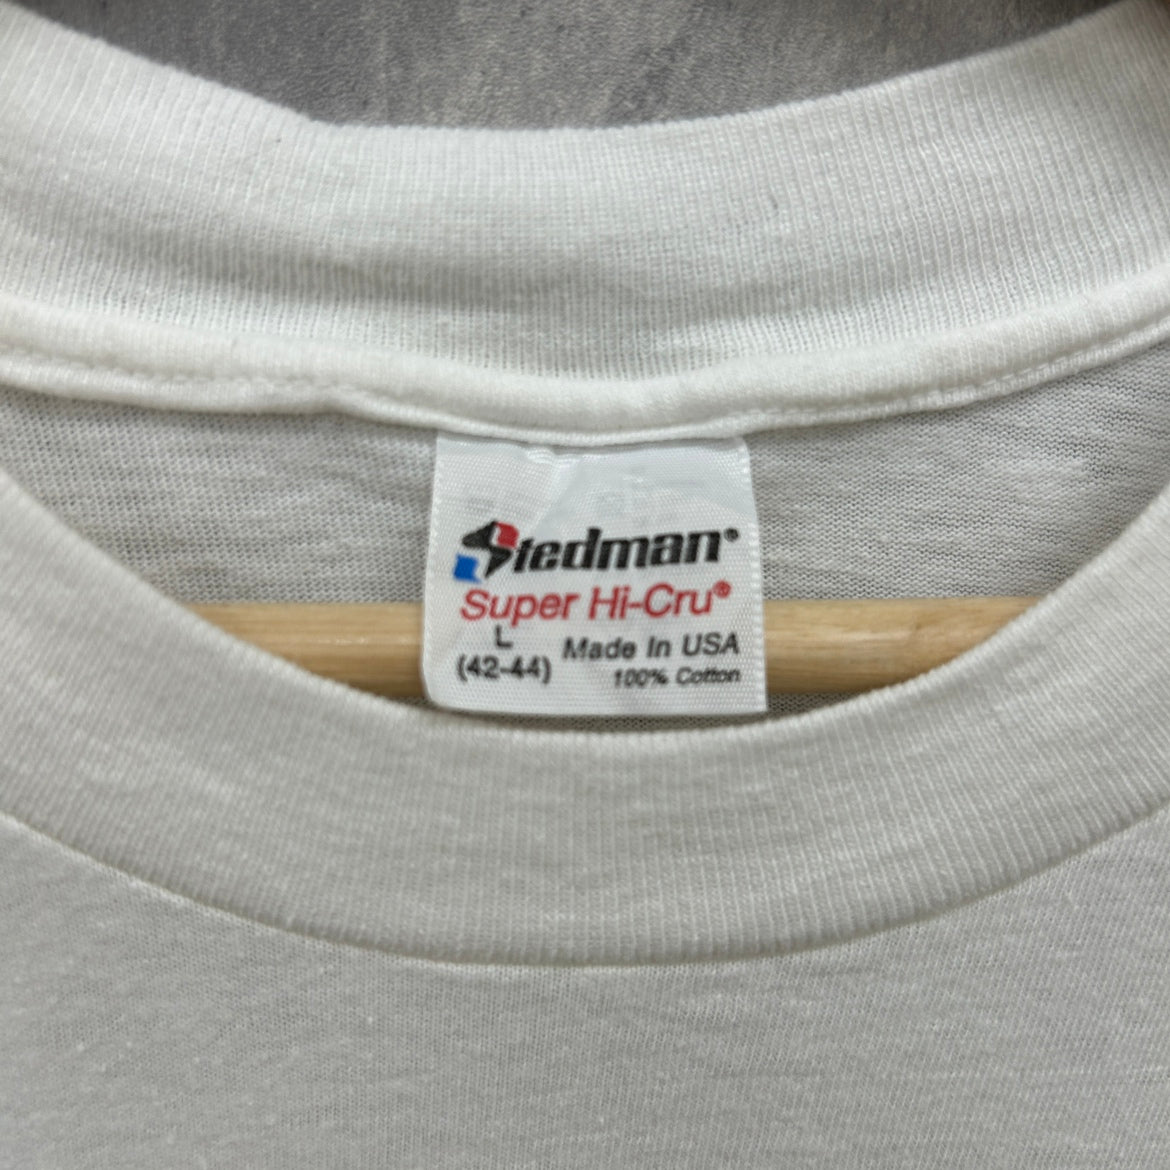 Stedman®
Super Hi-Cru®
L
(42-44)
Made In USA
100% Cotton